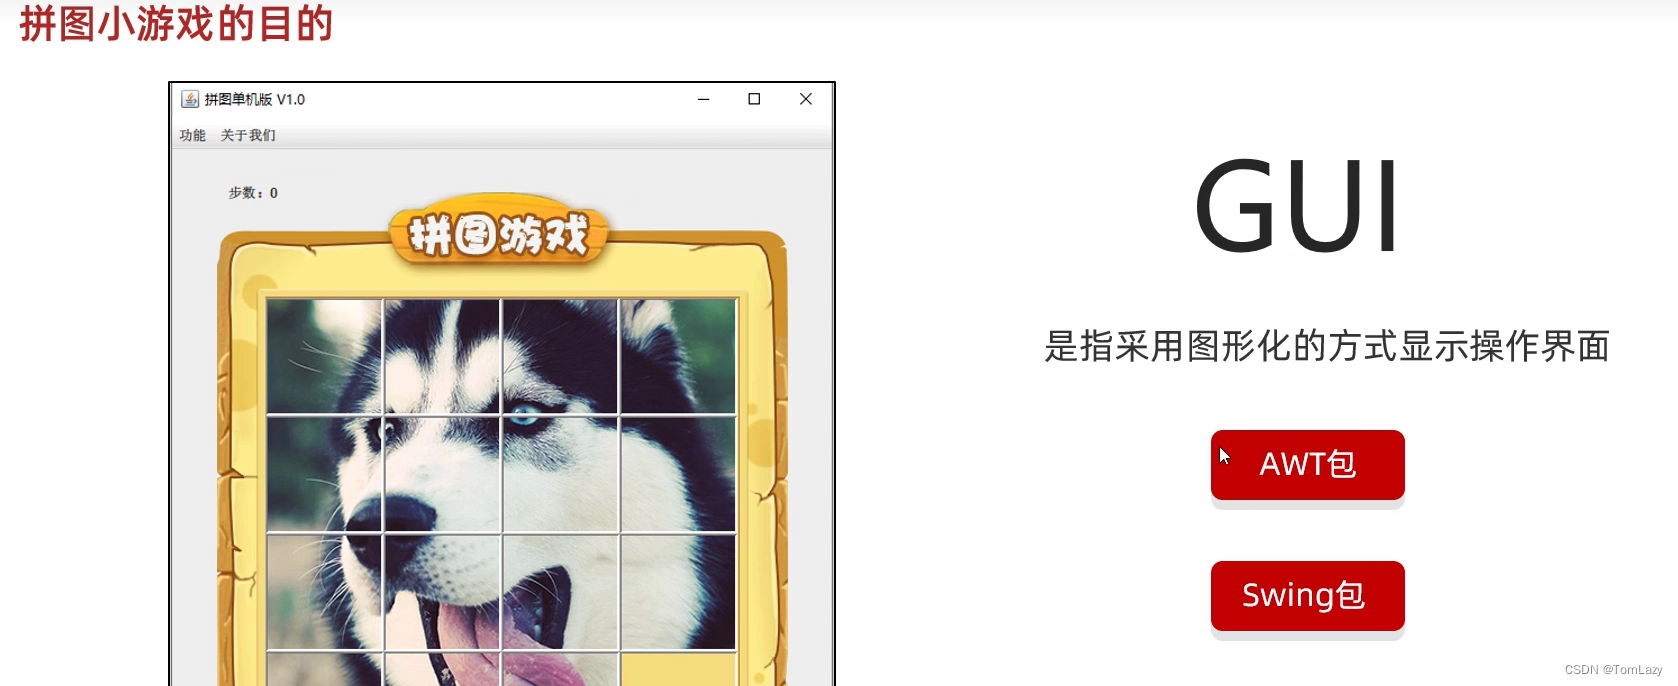 拼图小游戏的目的
拼图单机版 V1.0
功能 关于我们
步数：0
拼图游戏
GUI
是指采用图形化的方式显示操作界面
AWT包
Swing包
CSDN @TomLazy